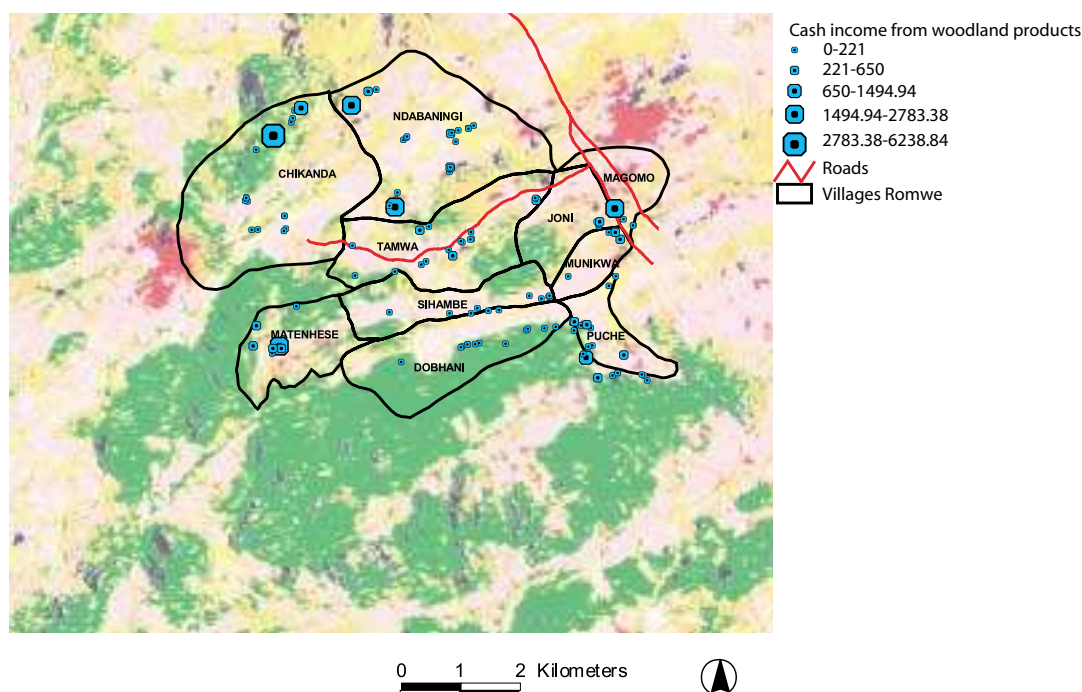 Cash income from woodland products
0-221
221-650
650-1494.94
1494.94-2783.38
2783.38-6238.84
Roads
Villages Romwe
NDABANINGI
CHIKANDA
MAGOMO
JONI
TAMWA
MUNIKWA
SIHAMBE
MATENHESE
PUCHE
DOBHANI
0 1 2 Kilometers